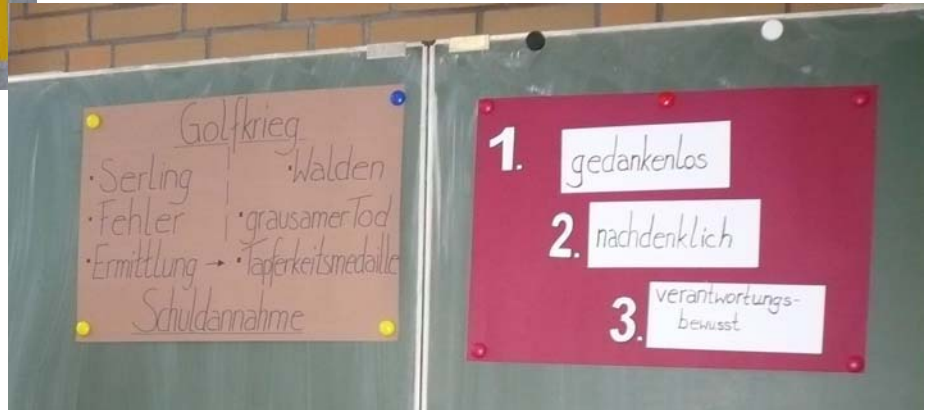 Golfkrieg
• Serling
• Fehler
• Ermittlung →
• Walden
• grausamer Tod
• Tapferkeitsmedaille
Schuldannahme
1. gedankenlos
2. nachdenklich
3. verantwortungs-
bewusst